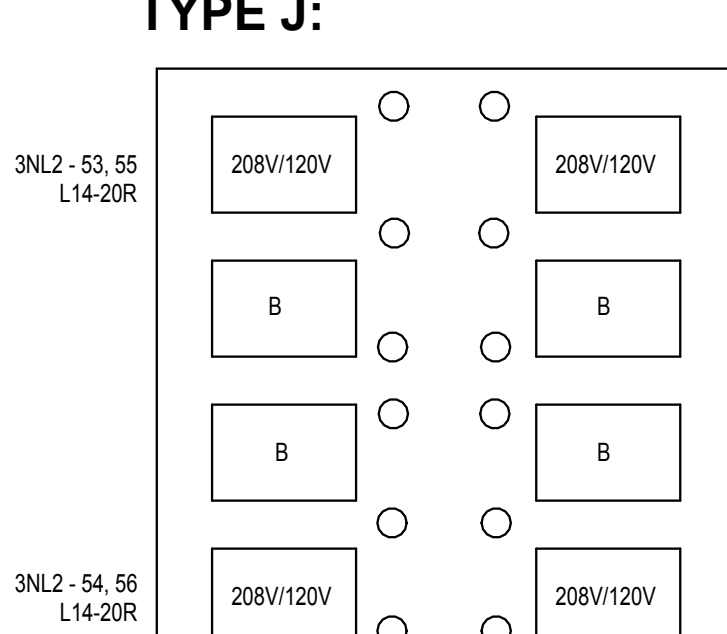 TYPE J:
3NL2 - 53, 55
L14-20R
208V/120V
208V/120V
B
B
B
B
3NL2 - 54, 56
L14-20R
208V/120V
208V/120V